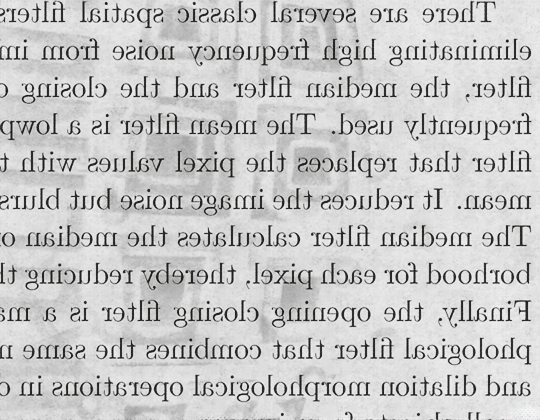 There are several classic spatial filters
eliminating high frequency noise from im
filter, the median filter and the closing o
frequently used. The mean filter is a lowp
filter that replaces the pixel values with t
mean. It reduces the image noise but blurs
The median filter calculates the median o
borhood for each pixel, thereby reducing th
Finally, the opening closing filter is a ma
phological filter that combines the same n
and dilation morphological operations in o